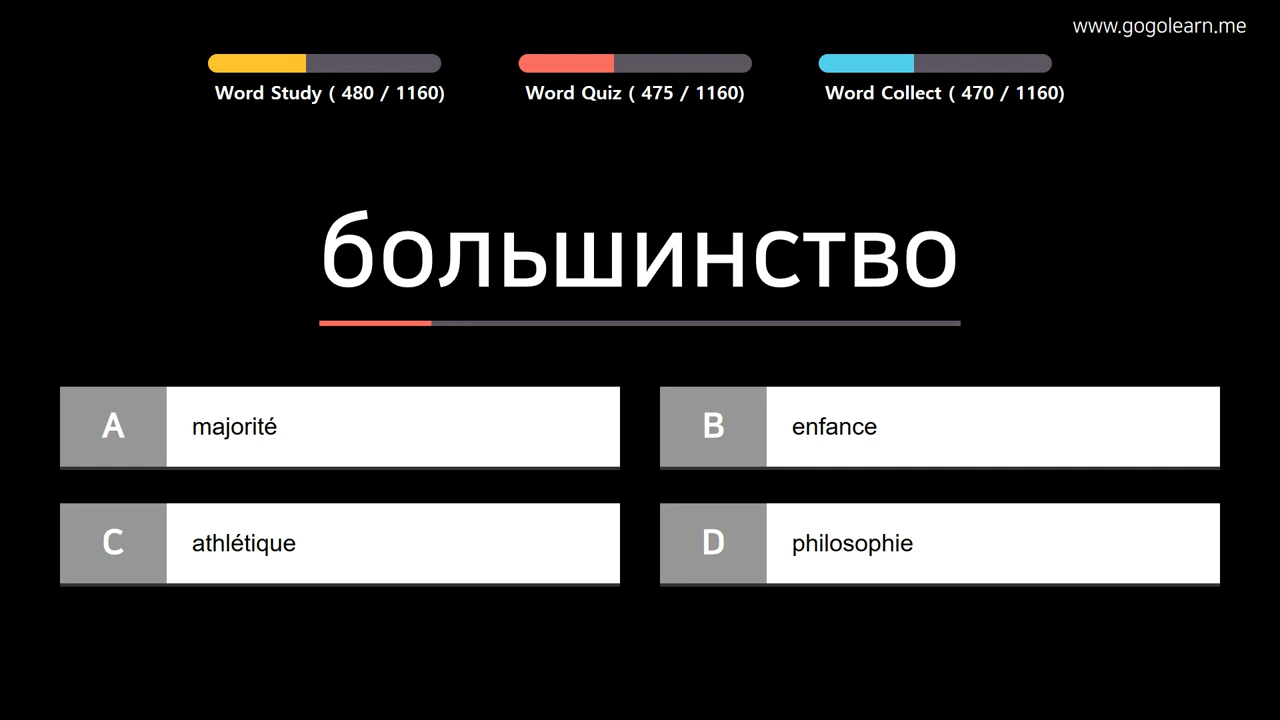 www.gogolearn.me
Word Study ( 480 / 1160)
Word Quiz ( 475 / 1160)
Word Collect ( 470 / 1160)
большинство
A majorité
B enfance
C athlétique
D philosophie